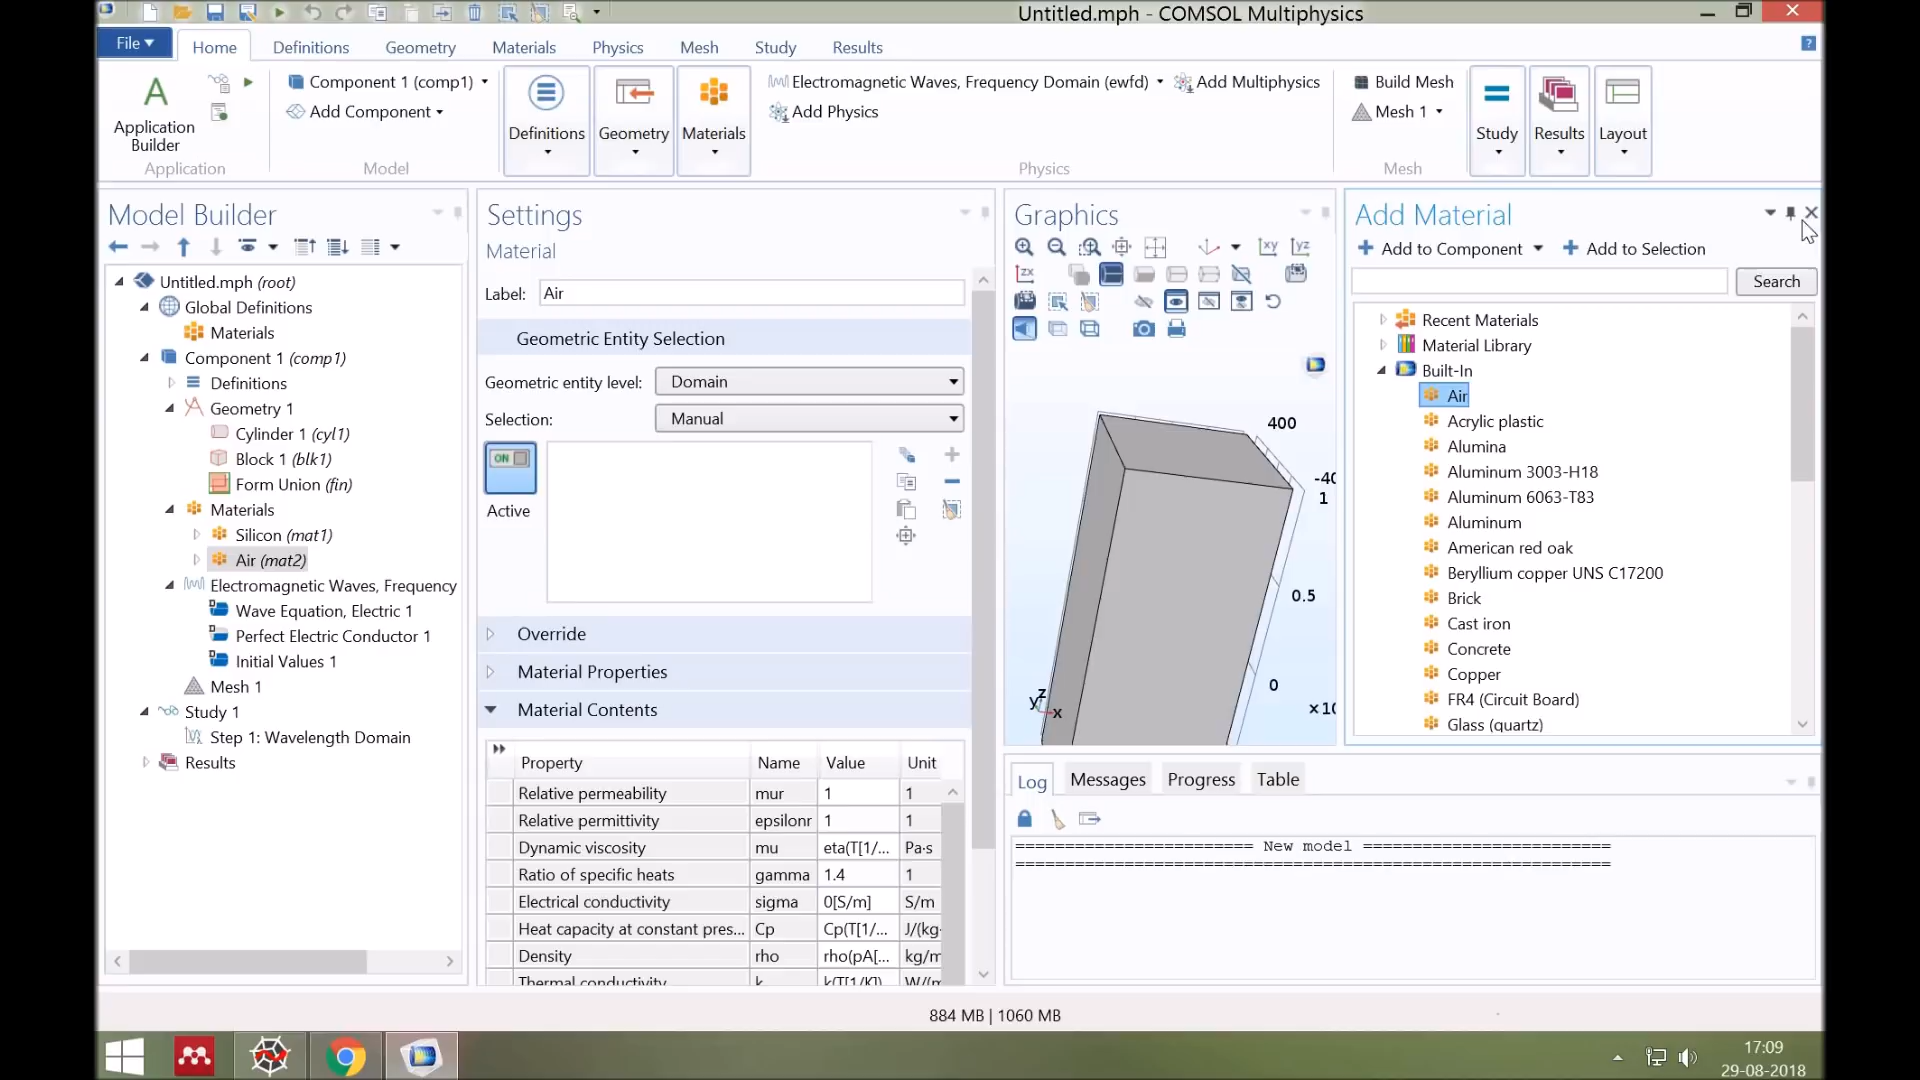 Untitled.mph - COMSOL Multiphysics
File
Home
Definitions
Geometry
Materials
Physics
Mesh
Study
Results
Application Builder
Application
Component 1 (comp1)
Add Component
Model
Definitions
Geometry
Materials
Electromagnetic Waves, Frequency Domain (ewfd)
Add Multiphysics
Add Physics
Physics
Build Mesh
Mesh 1
Mesh
Study
Results
Layout
Model Builder
Untitled.mph (root)
Global Definitions
Materials
Component 1 (comp1)
Definitions
Geometry 1
Cylinder 1 (cyl1)
Block 1 (blk1)
Form Union (fin)
Materials
Silicon (mat1)
Air (mat2)
Electromagnetic Waves, Frequency
Wave Equation, Electric 1
Perfect Electric Conductor 1
Initial Values 1
Mesh 1
Study 1
Step 1: Wavelength Domain
Results
Settings
Material
Label: Air
Geometric Entity Selection
Geometric entity level: Domain
Selection: Manual
ON
Active
Override
Material Properties
Material Contents
Property Name Value Unit
Relative permeability mur 1 1
Relative permittivity epsilonr 1 1
Dynamic viscosity mu eta(T[1/... Pa·s
Ratio of specific heats gamma 1.4 1
Electrical conductivity sigma 0[S/m] S/m
Heat capacity at constant pres... Cp Cp(T[1/... J/(kg·
Density rho rho(pA[... kg/m
Thermal conductivity k k(T[1/K]) W/(m
Graphics
xy
yz
zx
400
-40
1
0.5
0
×10
y z x
Add Material
Add to Component
Add to Selection
Search
Recent Materials
Material Library
Built-In
Air
Acrylic plastic
Alumina
Aluminum 3003-H18
Aluminum 6063-T83
Aluminum
American red oak
Beryllium copper UNS C17200
Brick
Cast iron
Concrete
Copper
FR4 (Circuit Board)
Glass (quartz)
Log
Messages
Progress
Table
======================== New model =========================
============================================================
884 MB | 1060 MB
17:09
29-08-2018